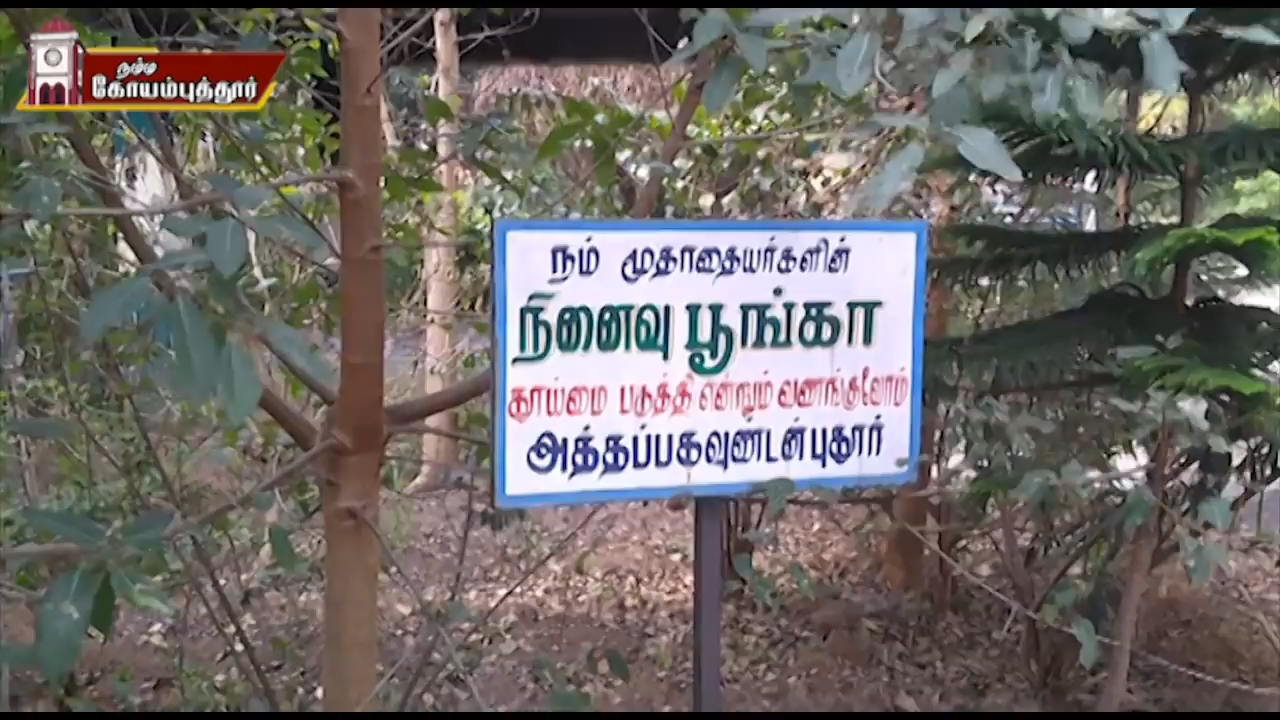 நம்ம
கோயம்புத்தூர்
நம் மூதாதையர்களின்
நினைவு பூங்கா
தூய்மை படுத்தி என்றும் வணங்குவோம்
அத்தப்பகவுண்டன்புதூர்